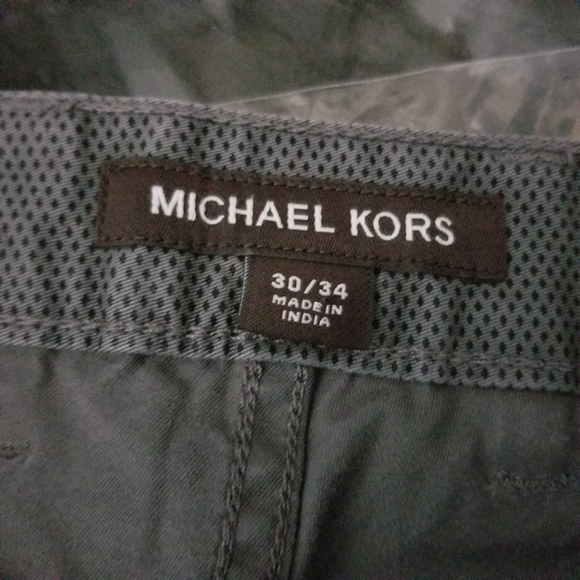 MICHAEL KORS
30/34
MADE IN
INDIA